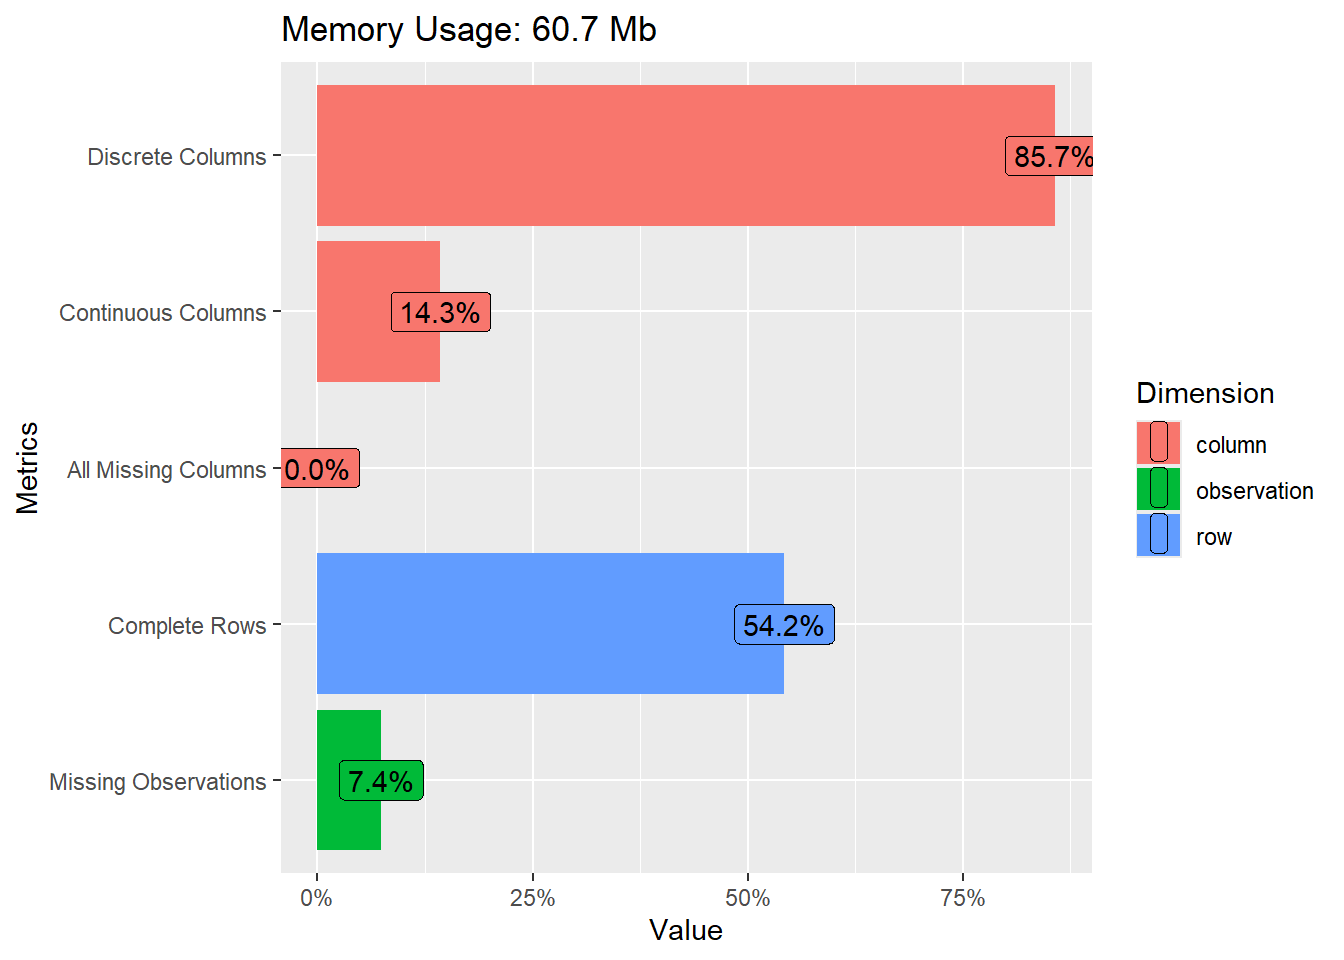 Memory Usage: 60.7 Mb
Discrete Columns
85.7%
Continuous Columns
14.3%
All Missing Columns
0.0%
Complete Rows
54.2%
Missing Observations
7.4%
Metrics
0%
25%
50%
75%
Value
Dimension
column
observation
row